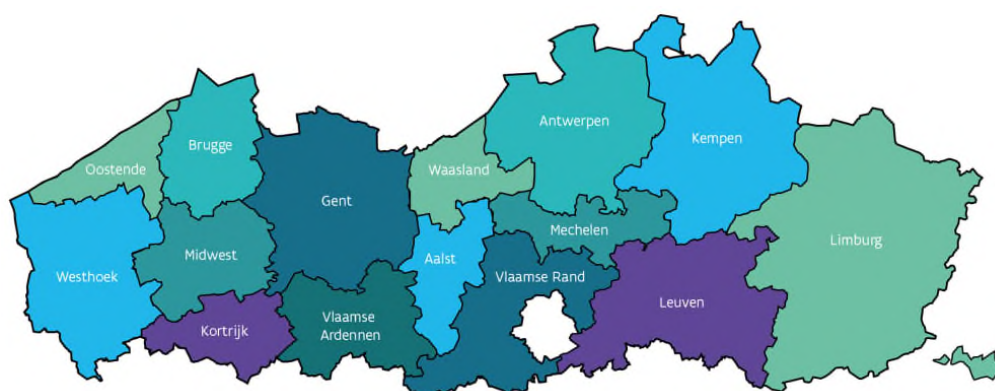 Antwerpen
Kempen
Brugge
Oostende
Waasland
Gent
Mechelen
Limburg
Midwest
Aalst
Westhoek
Vlaamse Rand
Leuven
Kortrijk
Vlaamse
Ardennen